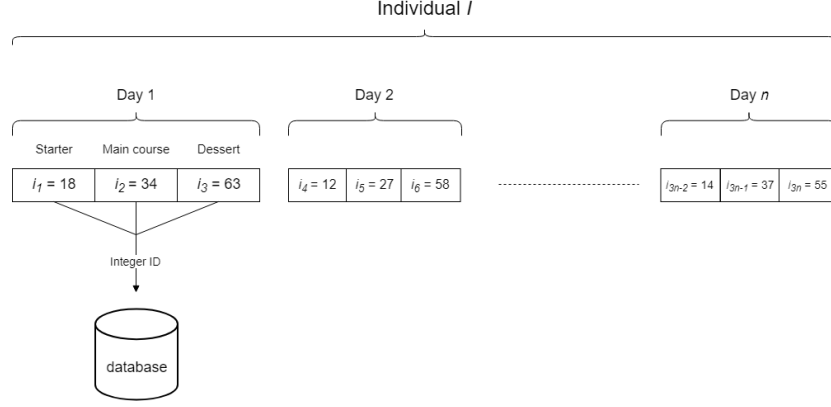 Individual I
Day 1
Day 2
Day n
Starter
Main course
Dessert
i1 = 18
i2 = 34
i3 = 63
i4 = 12
i5 = 27
i6 = 58
i3n-2 = 14
i3n-1 = 37
i3n = 55
Integer ID
database